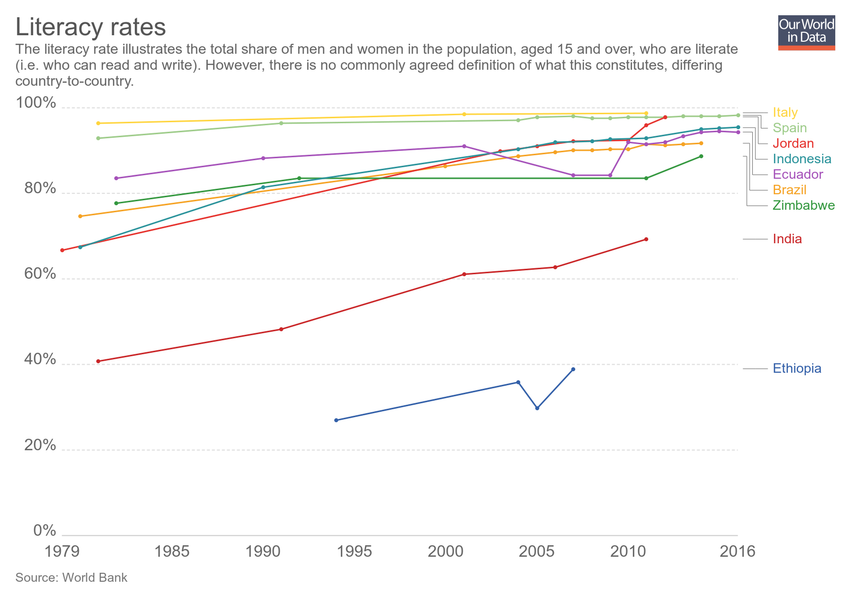 Literacy rates
Our World
in Data
The literacy rate illustrates the total share of men and women in the population, aged 15 and over, who are literate
(i.e. who can read and write). However, there is no commonly agreed definition of what this constitutes, differing
country-to-country.
100%
80%
60%
40%
20%
0%
Italy
Spain
Jordan
Indonesia
Ecuador
Brazil
Zimbabwe
India
Ethiopia
1979 1985 1990 1995 2000 2005 2010 2016
Source: World Bank